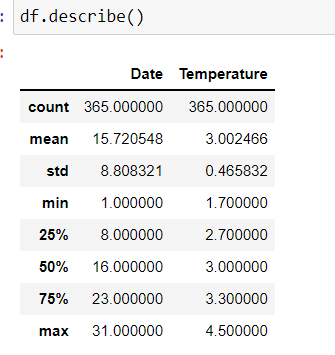 : df.describe()
:
Date Temperature
count 365.000000 365.000000
mean 15.720548 3.002466
std 8.808321 0.465832
min 1.000000 1.700000
25% 8.000000 2.700000
50% 16.000000 3.000000
75% 23.000000 3.300000
max 31.000000 4.500000